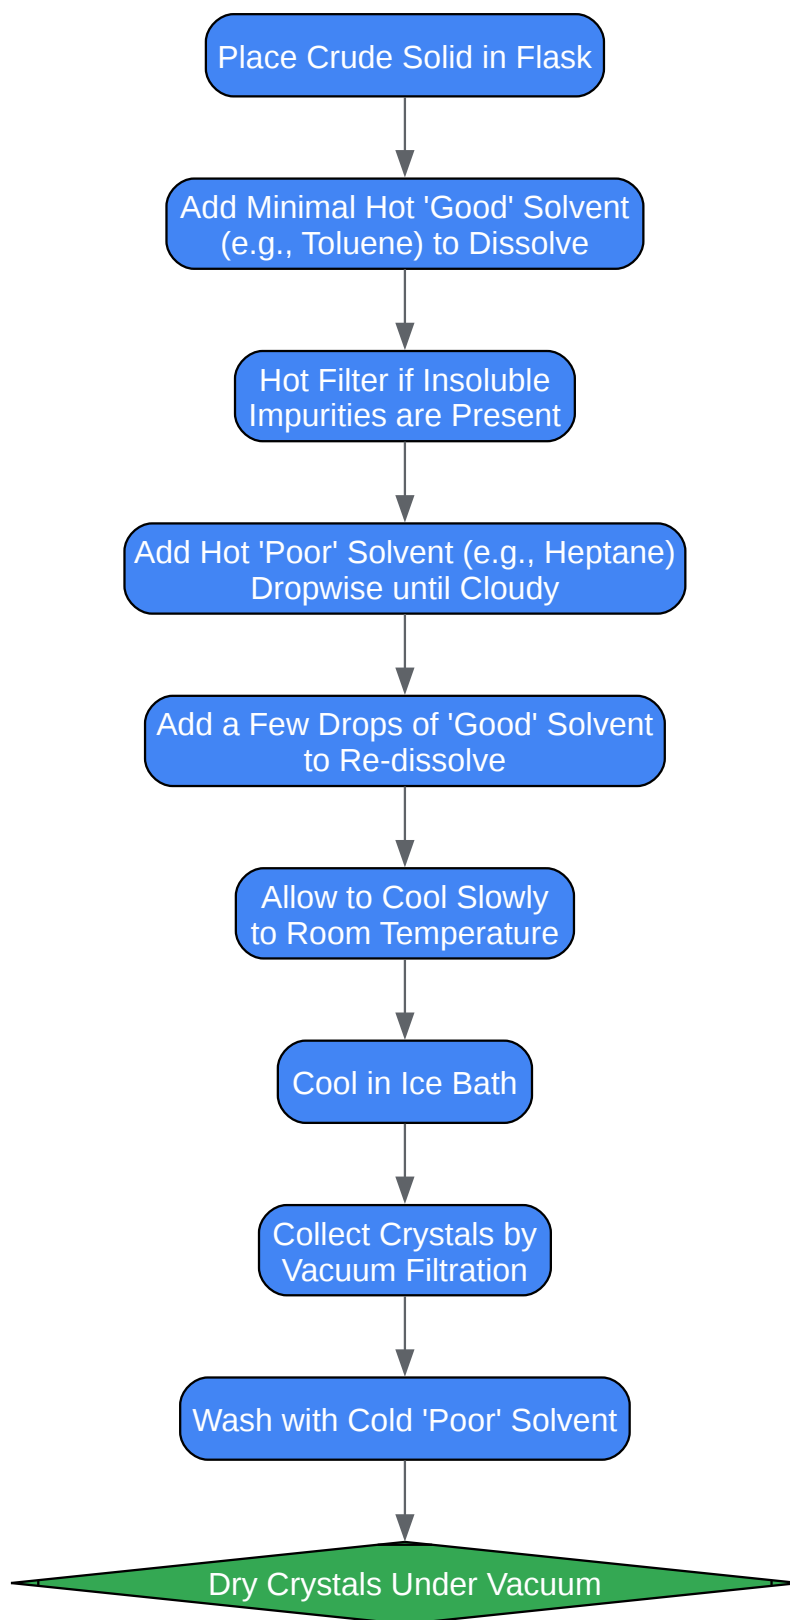 Place Crude Solid in Flask
Add Minimal Hot 'Good' Solvent
(e.g., Toluene) to Dissolve
Hot Filter if Insoluble
Impurities are Present
Add Hot 'Poor' Solvent (e.g., Heptane)
Dropwise until Cloudy
Add a Few Drops of 'Good' Solvent
to Re-dissolve
Allow to Cool Slowly
to Room Temperature
Cool in Ice Bath
Collect Crystals by
Vacuum Filtration
Wash with Cold 'Poor' Solvent
Dry Crystals Under Vacuum